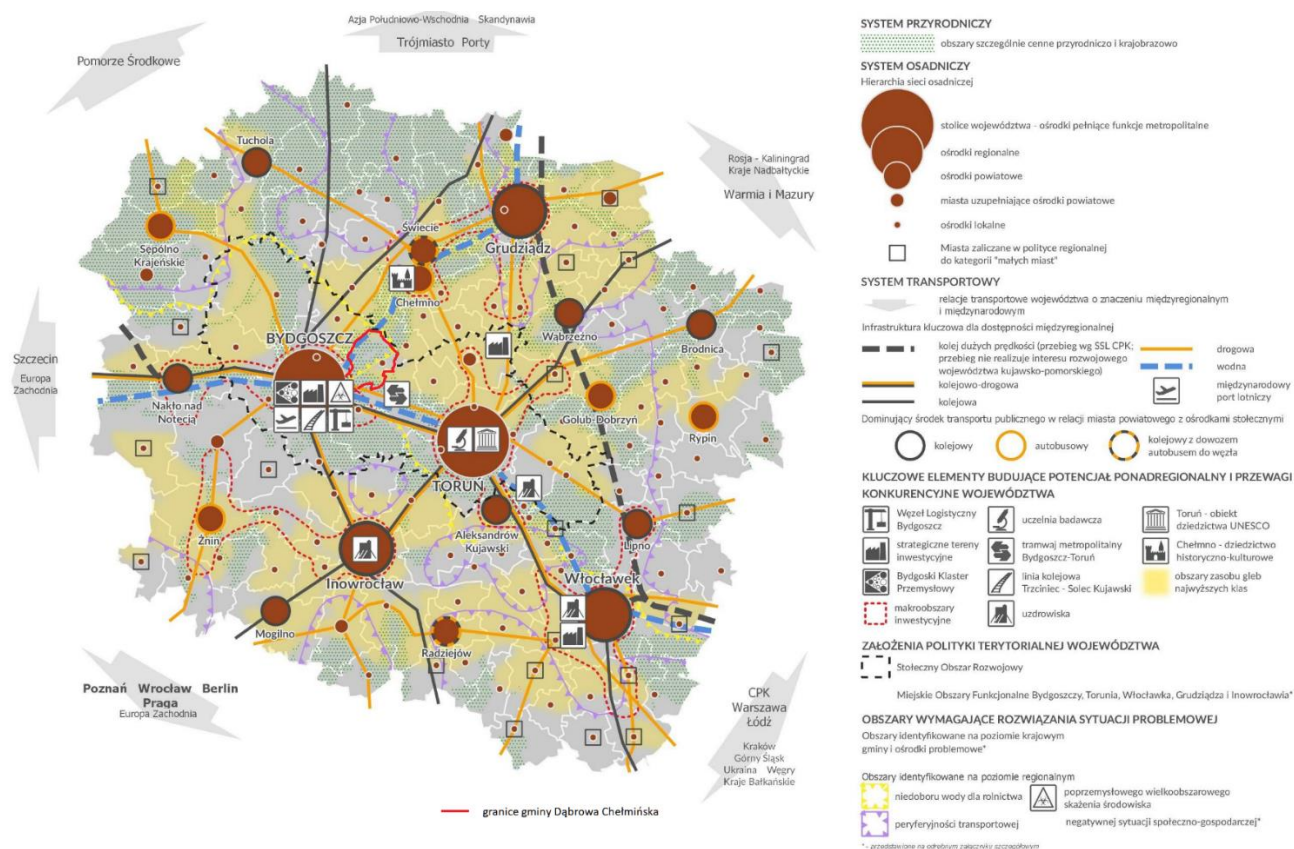 Azja Południowo-Wschodnia Skandynawia
Trójmiasto Porty
Pomorze Środkowe
Rosja – Kaliningrad
Kraje Nadbałtyckie
Warmia i Mazury
Szczecin
Europa
Zachodnia
Poznań Wrocław Berlin
Praga
Europa Zachodnia
CPK
Warszawa
Łódź
Kraków
Górny Śląsk
Ukraina Węgry
Kraje Bałkańskie
Tuchola
Sępólno
Krajeńskie
Świecie
Grudziądz
Chełmno
BYDGOSZCZ
Wąbrzeźno
Brodnica
Nakło nad
Notecią
Golub-Dobrzyń
Rypin
TORUŃ
Żnin
Aleksandrów
Kujawski
Lipno
Inowrocław
Włocławek
Mogilno
Radziejów
granice gminy Dąbrowa Chełmińska
SYSTEM PRZYRODNICZY
obszary szczególnie cenne przyrodniczo i krajobrazowo
SYSTEM OSADNICZY
Hierarchia sieci osadniczej
stolice województwa - ośrodki pełniące funkcje metropolitalne
ośrodki regionalne
ośrodki powiatowe
miasta uzupełniające ośrodki powiatowe
ośrodki lokalne
Miasta zaliczane w polityce regionalnej
do kategorii "małych miast"
SYSTEM TRANSPORTOWY
relacje transportowe województwa o znaczeniu międzyregionalnym
i międzynarodowym
Infrastruktura kluczowa dla dostępności międzyregionalnej
kolej dużych prędkości (przebieg wg SSL CPK;
przebieg nie realizuje interesu rozwojowego
województwa kujawsko-pomorskiego)
kolejowo-drogowa
kolejowa
drogowa
wodna
międzynarodowy
port lotniczy
Dominujący środek transportu publicznego w relacji miasta powiatowego z ośrodkami stołecznymi
kolejowy
autobusowy
kolejowy z dowozem
autobusem do węzła
KLUCZOWE ELEMENTY BUDUJĄCE POTENCJAŁ PONADREGIONALNY I PRZEWAGI
KONKURENCYJNE WOJEWÓDZTWA
Węzeł Logistyczny
Bydgoszcz
uczelnia badawcza
Toruń - obiekt
dziedzictwa UNESCO
strategiczne tereny
inwestycyjne
tramwaj metropolitalny
Bydgoszcz-Toruń
Chełmno - dziedzictwo
historyczno-kulturowe
Bydgoski Klaster
Przemysłowy
linia kolejowa
Trzciniec - Solec Kujawski
obszary zasobu gleb
najwyższych klas
makroobszary
inwestycyjne
uzdrowiska
ZAŁOŻENIA POLITYKI TERYTORIALNEJ WOJEWÓDZTWA
Stołeczny Obszar Rozwojowy
Miejskie Obszary Funkcjonalne Bydgoszczy, Torunia, Włocławka, Grudziądza i Inowrocławia*
OBSZARY WYMAGAJĄCE ROZWIĄZANIA SYTUACJI PROBLEMOWEJ
Obszary identyfikowane na poziomie krajowym
gminy i ośrodki problemowe*
Obszary identyfikowane na poziomie regionalnym
niedoboru wody dla rolnictwa
poprzemysłowego wielkoobszarowego
skażenia środowiska
peryferyjności transportowej
negatywnej sytuacji społeczno-gospodarczej*
* - przedstawione na odrębnym załączniku szczegółowym